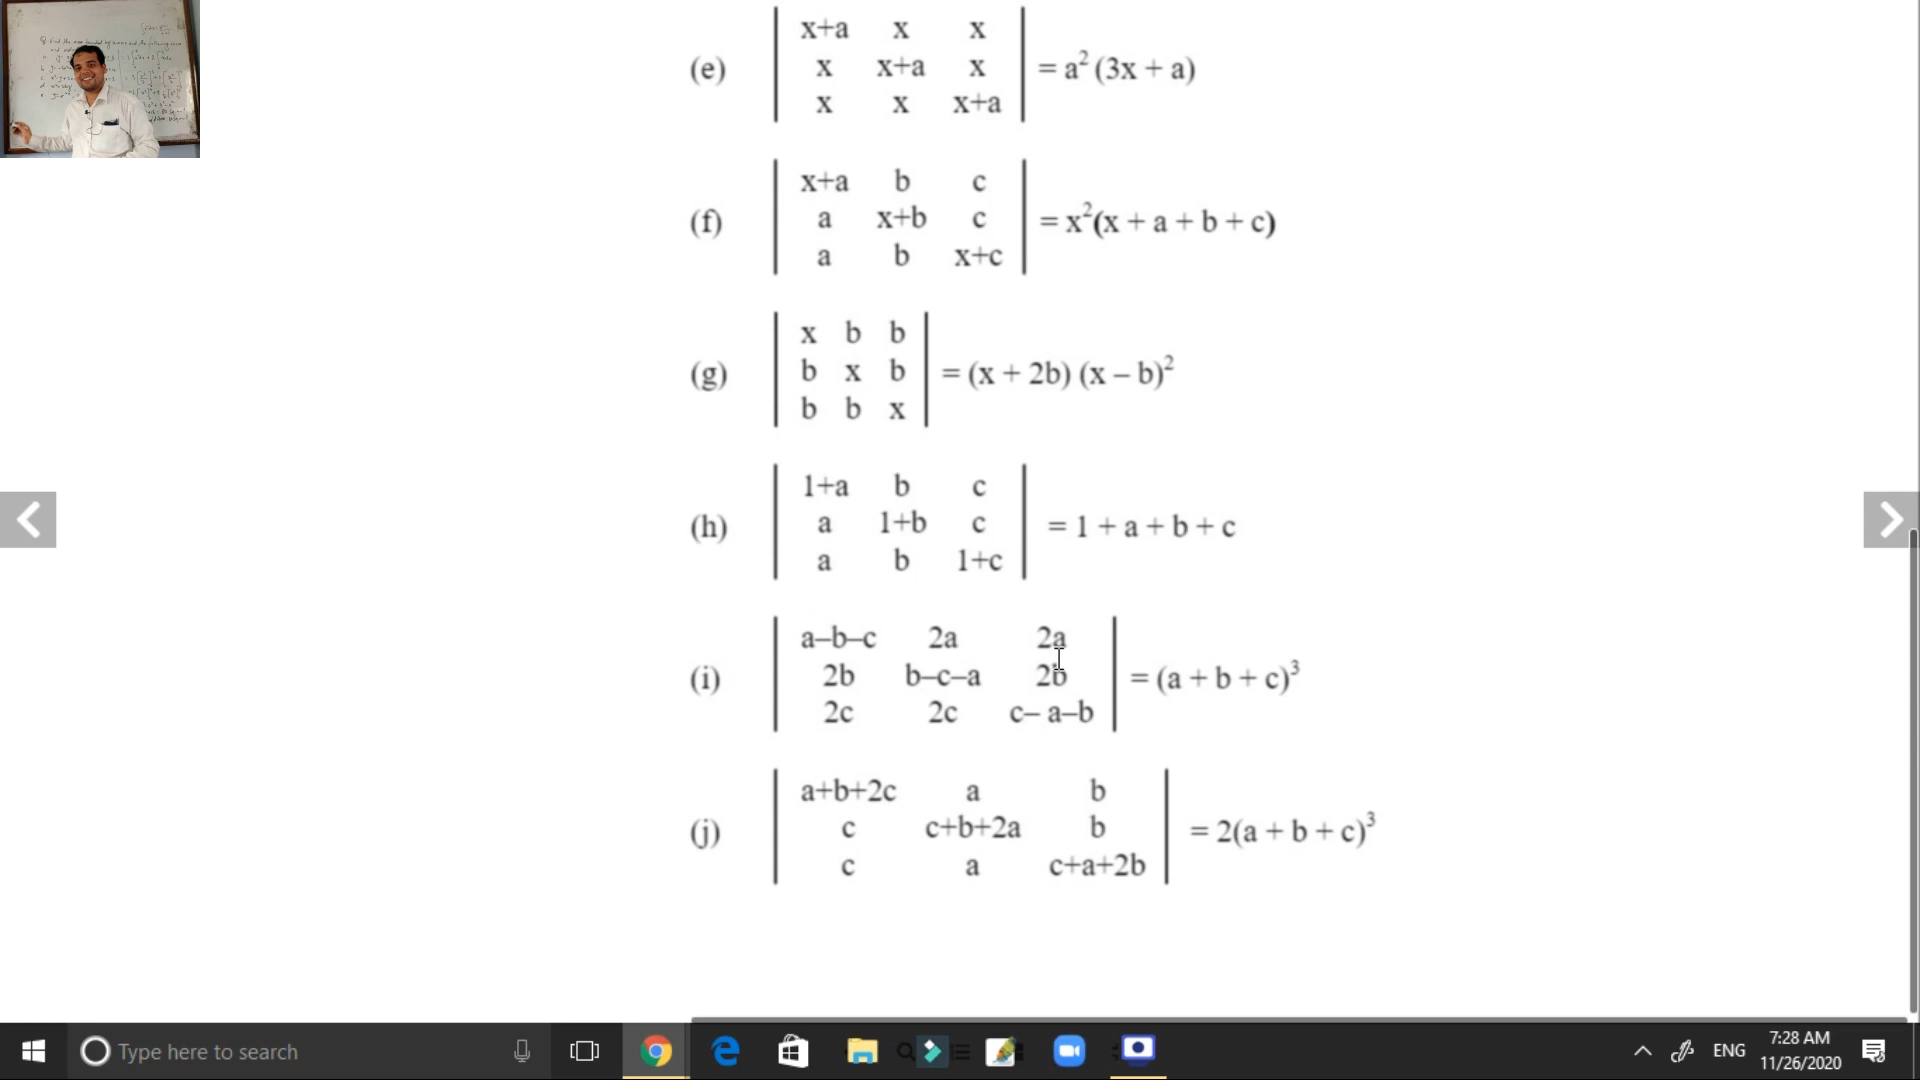 (e) | x+a x x |
| x x+a x | = a² (3x + a)
| x x x+a |
(f) | x+a b c |
| a x+b c | = x²(x + a + b + c)
| a b x+c |
(g) | x b b |
| b x b | = (x + 2b) (x – b)²
| b b x |
(h) | 1+a b c |
| a 1+b c | = 1 + a + b + c
| a b 1+c |
(i) | a–b–c 2a 2a |
| 2b b–c–a 2b | = (a + b + c)³
| 2c 2c c– a–b |
(j) | a+b+2c a b |
| c c+b+2a b | = 2(a + b + c)³
| c a c+a+2b |
Type here to search
ENG
7:28 AM
11/26/2020